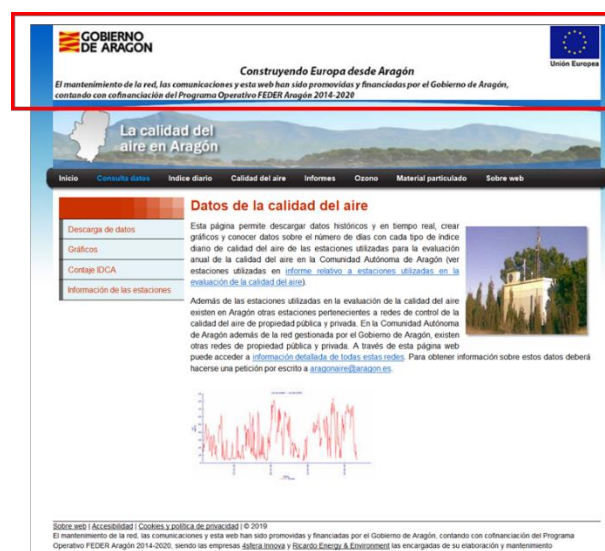 GOBIERNO
DE ARAGON
Unión Europea
Construyendo Europa desde Aragón
El mantenimiento de la red, las comunicaciones y esta web han sido promovidas y financiadas por el Gobierno de Aragón,
contando con cofinanciación del Programa Operativo FEDER Aragón 2014-2020
La calidad del
aire en Aragón
Inicio Consulta datos Indice diario Calidad del aire Informes Ozono Material particulado Sobre web
Descarga de datos
Gráficos
Contaje IDCA
Información de las estaciones
Datos de la calidad del aire
Esta página permite descargar datos históricos y en tiempo real, crear
gráficos y conocer datos sobre el número de días con cada tipo de índice
diario de calidad del aire de las estaciones utilizadas para la evaluación
anual de la calidad del aire en la Comunidad Autónoma de Aragón (ver
estaciones utilizadas en informe relativo a estaciones utilizadas en la
evaluación de la calidad del aire).
Además de las estaciones utilizadas en la evaluación de la calidad del aire
existen en Aragón otras estaciones pertenecientes a redes de control de la
calidad del aire de propiedad pública y privada. En la Comunidad Autónoma
de Aragón además de la red gestionada por el Gobierno de Aragón, existen
otras redes de propiedad pública y privada. A través de esta página web
puede acceder a información detallada de todas estas redes. Para obtener información sobre estos datos deberá
hacerse una petición por escrito a aragonaire@aragon.es.
Sobre web | Accesibilidad | Cookies y política de privacidad | © 2019
El mantenimiento de la red, las comunicaciones y esta web han sido promovidas y financiadas por el Gobierno de Aragón, contando con cofinanciación del Programa
Operativo FEDER Aragón 2014-2020, siendo las empresas 4sfera Innova y Ricardo Energy & Environment las encargadas de su elaboración y mantenimiento